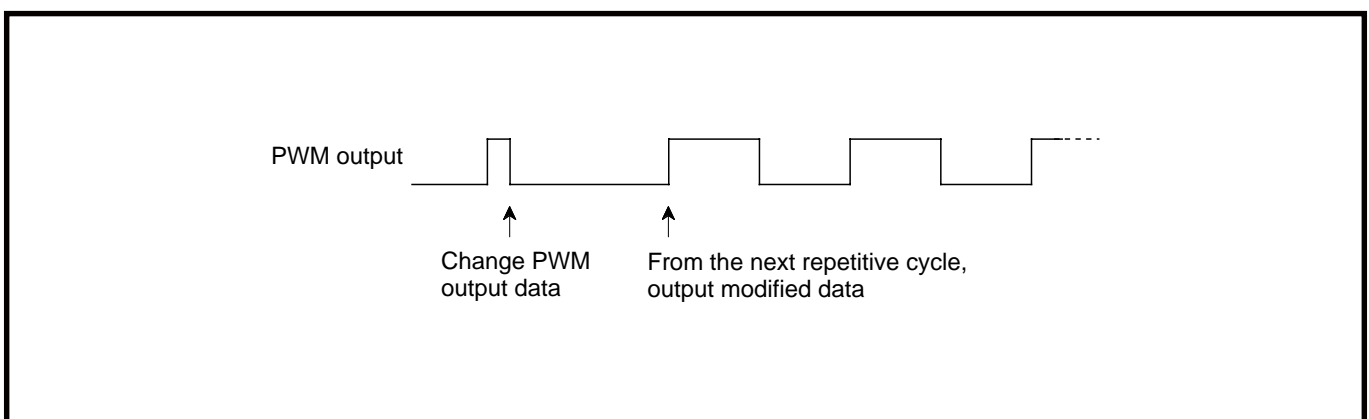 PWM output
Change PWM
output data
From the next repetitive cycle,
output modified data